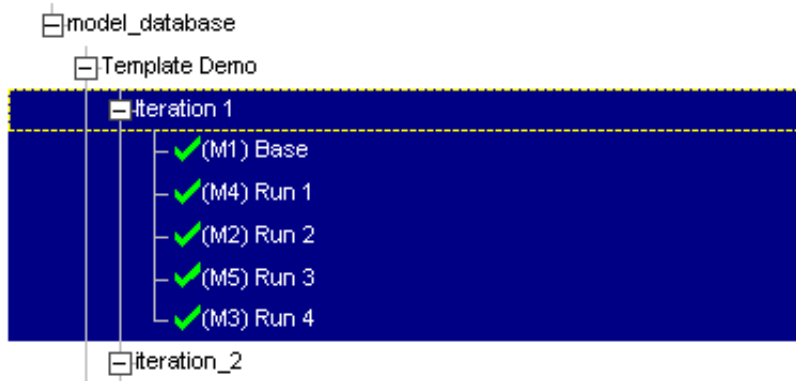 model_database
Template Demo
Iteration 1
(M1) Base
(M4) Run 1
(M2) Run 2
(M5) Run 3
(M3) Run 4
iteration_2